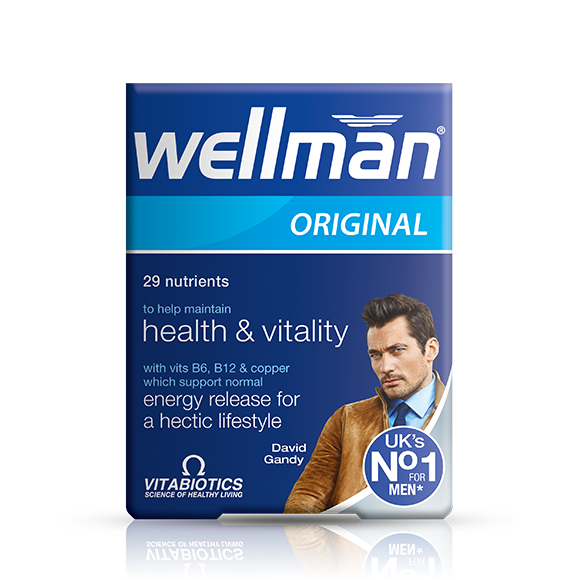 wellman®
ORIGINAL
29 nutrients
to help maintain
health & vitality
with vits B6, B12 & copper
which support normal
energy release for
a hectic lifestyle
David
Gandy
UK's
No1
FOR
MEN*
VITABIOTICS
SCIENCE OF HEALTHY LIVING